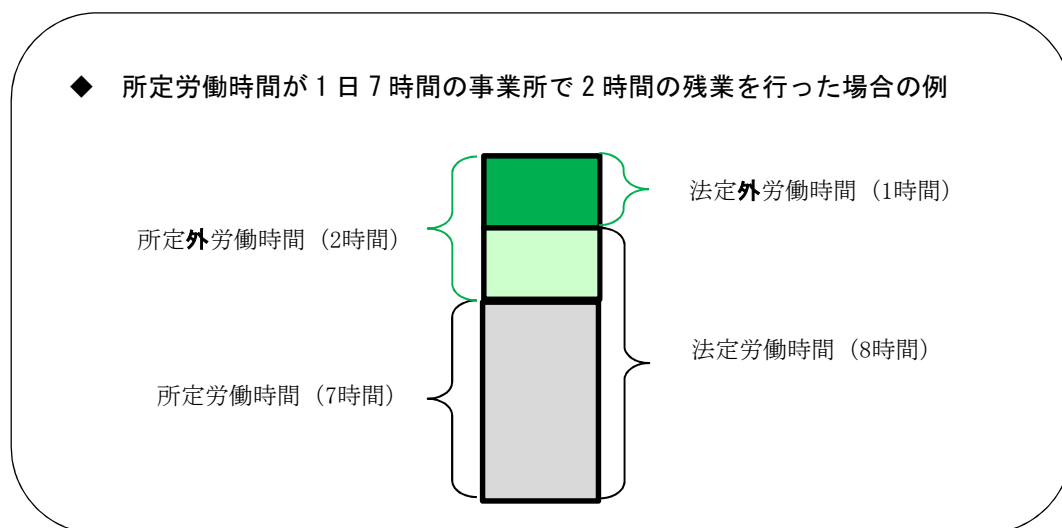 ◆ 所定労働時間が1日7時間の事業所で2時間の残業を行った場合の例
法定外労働時間（1時間）
所定外労働時間（2時間）
法定労働時間（8時間）
所定労働時間（7時間）